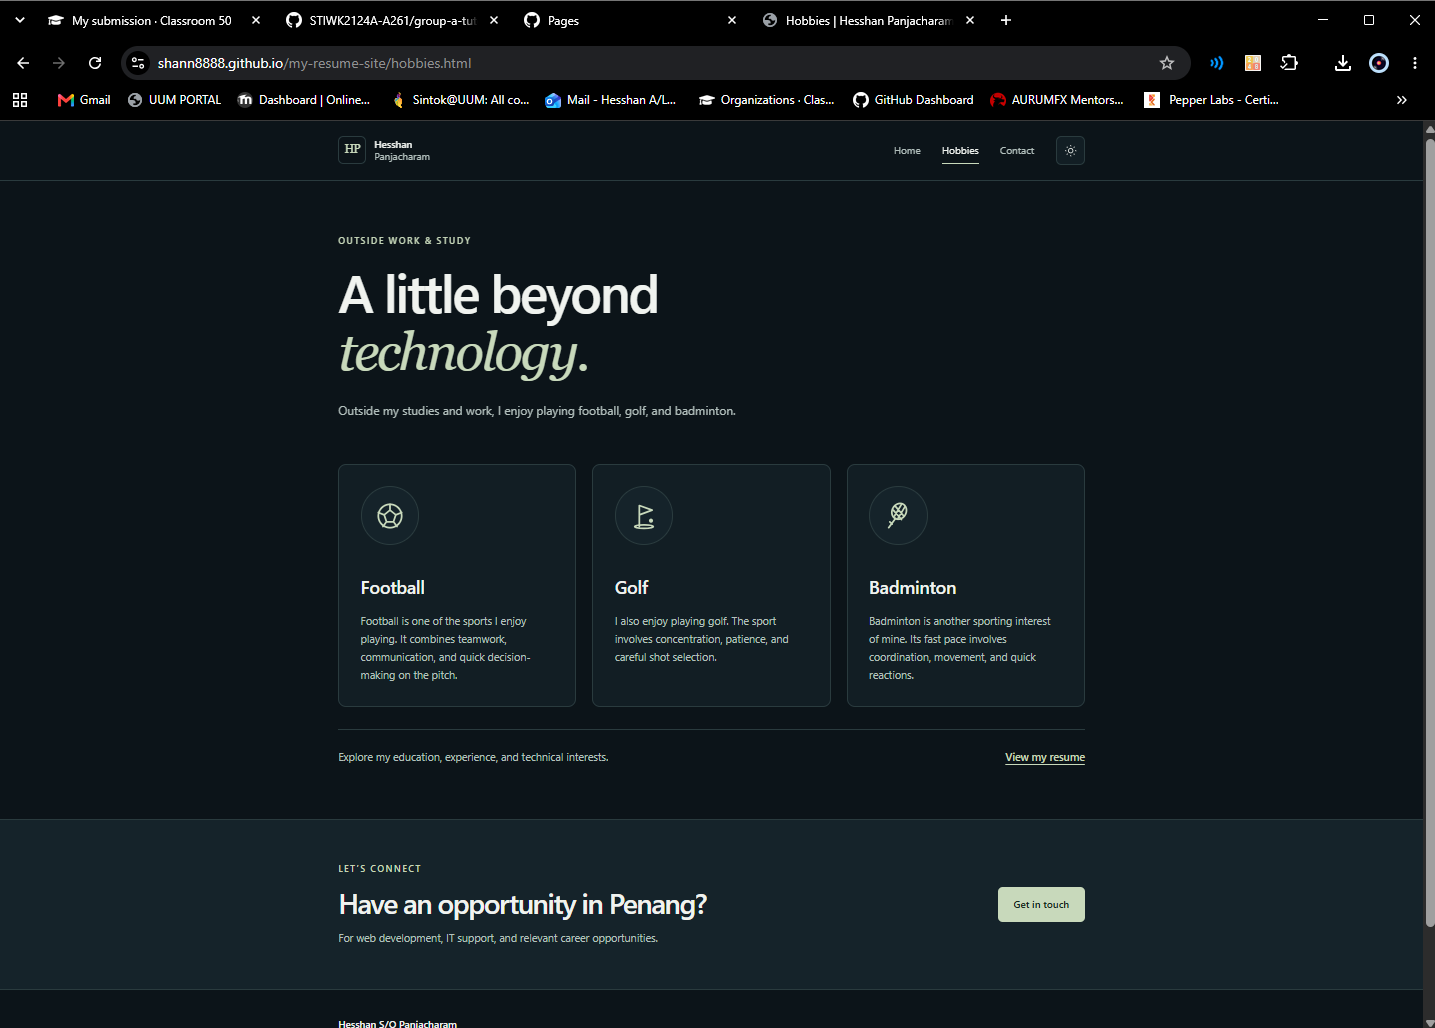 My submission · Classroom 50
STIWK2124A-A261/group-a-tut
Pages
Hobbies | Hesshan Panjacharam
shann8888.github.io/my-resume-site/hobbies.html
Gmail
UUM PORTAL
Dashboard | Online...
Sintok@UUM: All co...
Mail - Hesshan A/L...
Organizations · Clas...
GitHub Dashboard
AURUMFX Mentors...
Pepper Labs - Certi...
HP
Hesshan
Panjacharam
Home
Hobbies
Contact
OUTSIDE WORK & STUDY
A little beyond
technology.
Outside my studies and work, I enjoy playing football, golf, and badminton.
Football
Football is one of the sports I enjoy
playing. It combines teamwork,
communication, and quick decision-
making on the pitch.
Golf
I also enjoy playing golf. The sport
involves concentration, patience, and
careful shot selection.
Badminton
Badminton is another sporting interest
of mine. Its fast pace involves
coordination, movement, and quick
reactions.
Explore my education, experience, and technical interests.
View my resume
LET'S CONNECT
Have an opportunity in Penang?
For web development, IT support, and relevant career opportunities.
Get in touch
Hesshan S/O Panjacharam